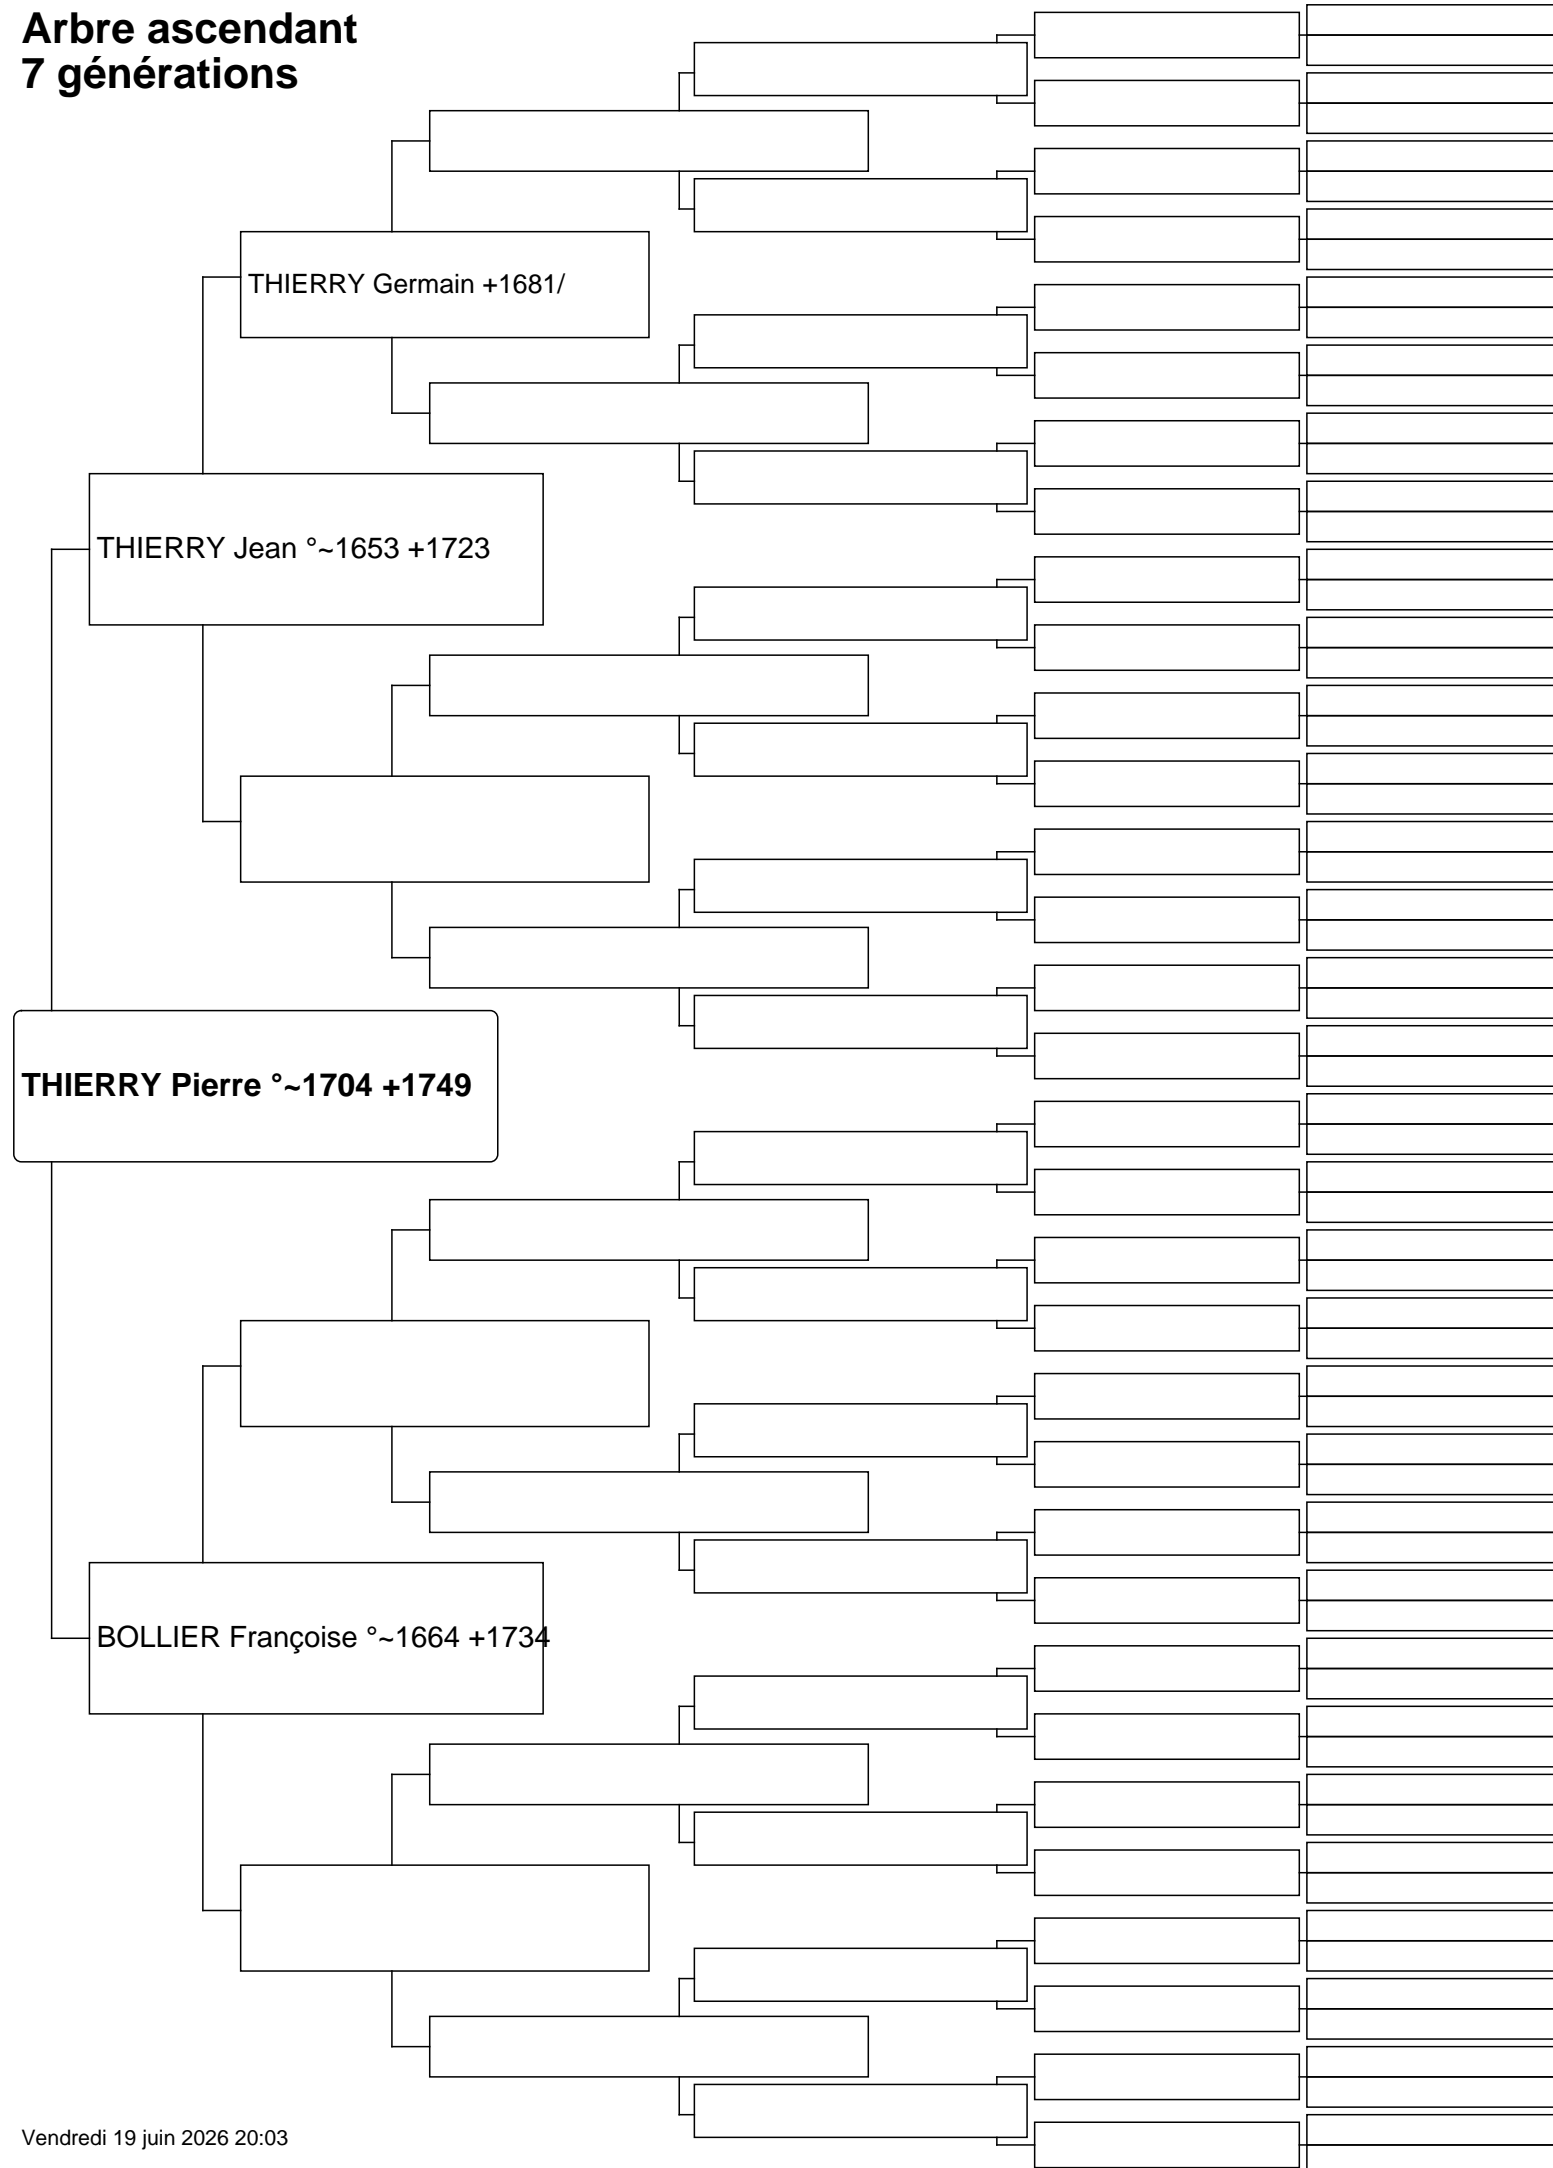 Arbre ascendant
7 générations
THIERRY Germain +1681/
THIERRY Jean °~1653 +1723
THIERRY Pierre °~1704 +1749
BOLLIER Françoise °~1664 +1734
Vendredi 19 juin 2026 20:03